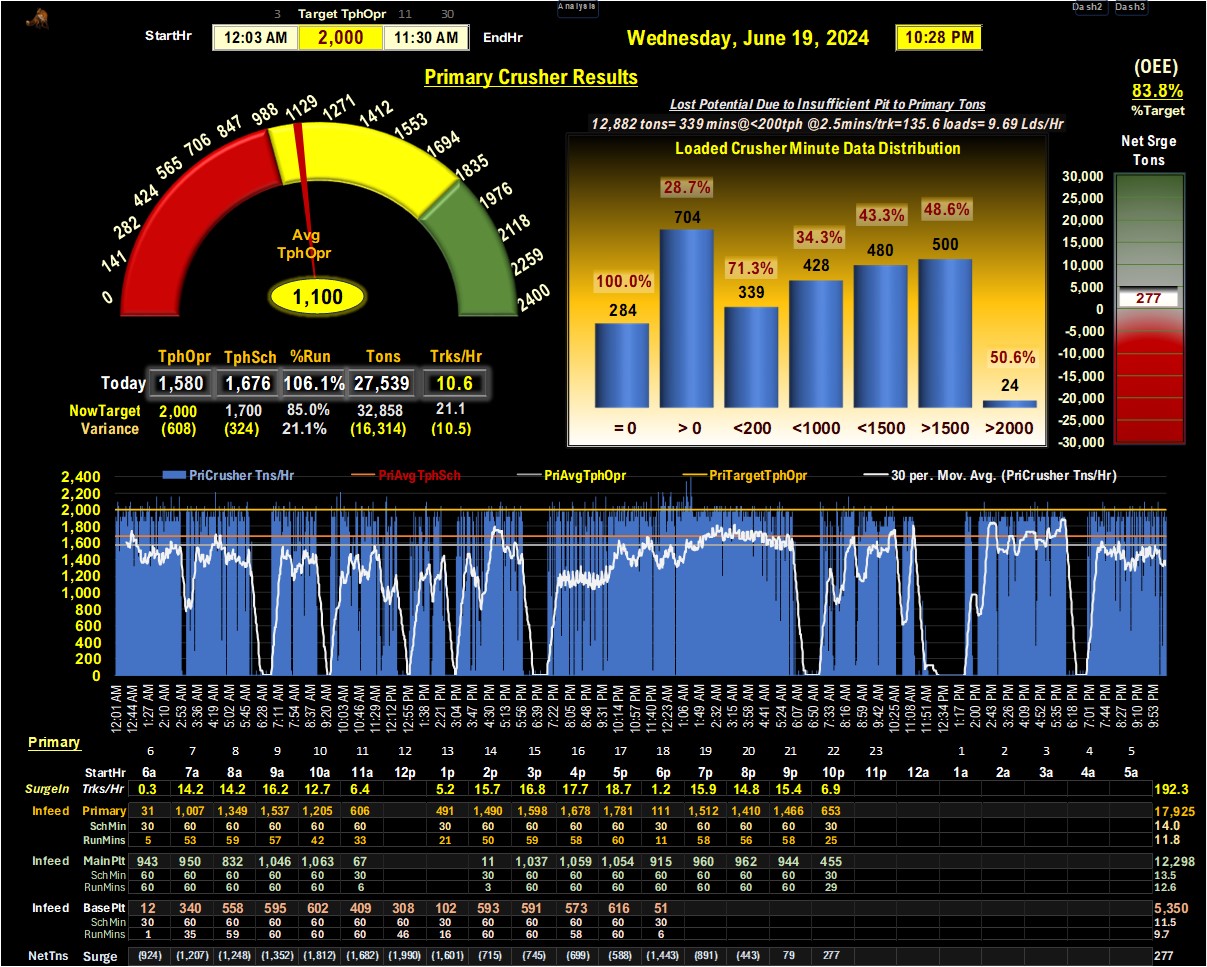 3 Target TphOpr 11 30
Analysis
Dash2 Dash3
StartHr 12:03 AM 2,000 11:30 AM EndHr
Wednesday, June 19, 2024 10:28 PM
Primary Crusher Results
(OEE)
83.8%
%Target
Lost Potential Due to Insufficient Pit to Primary Tons
12,882 tons= 339 mins@<200tph @2.5mins/trk=135.6 loads= 9.69 Lds/Hr
0 141 282 424 565 706 847 988 1129 1271 1412 1553 1694 1835 1976 2118 2259 2400
Avg
TphOpr
1,100
Loaded Crusher Minute Data Distribution
100.0% 28.7% 71.3% 34.3% 43.3% 48.6% 50.6%
284 704 339 428 480 500 24
= 0 > 0 <200 <1000 <1500 >1500 >2000
Net Srge
Tons
30,000
25,000
20,000
15,000
10,000
5,000
277
0
-5,000
-10,000
-15,000
-20,000
-25,000
-30,000
TphOpr TphSch %Run Tons Trks/Hr
Today 1,580 1,676 106.1% 27,539 10.6
NowTarget 2,000 1,700 85.0% 32,858 21.1
Variance (608) (324) 21.1% (16,314) (10.5)
PriCrusher Tns/Hr PriAvgTphSch PriAvgTphOpr PriTargetTphOpr 30 per. Mov. Avg. (PriCrusher Tns/Hr)
2,400
2,200
2,000
1,800
1,600
1,400
1,200
1,000
800
600
400
200
0
12:01 AM 12:44 AM 1:27 AM 2:10 AM 2:53 AM 3:36 AM 4:19 AM 5:02 AM 5:45 AM 6:28 AM 7:11 AM 7:54 AM 8:37 AM 9:20 AM 10:03 AM 10:46 AM 11:29 AM 12:12 PM 12:55 PM 1:38 PM 2:21 PM 3:04 PM 3:47 PM 4:30 PM 5:13 PM 5:56 PM 6:39 PM 7:22 PM 8:05 PM 8:48 PM 9:31 PM 10:14 PM 10:57 PM 11:40 PM 12:23 AM 1:06 AM 1:49 AM 2:32 AM 3:15 AM 3:58 AM 4:41 AM 5:24 AM 6:07 AM 6:50 AM 7:33 AM 8:16 AM 8:59 AM 9:42 AM 10:25 AM 11:08 AM 11:51 AM 12:34 PM 1:17 PM 2:00 PM 2:43 PM 3:26 PM 4:09 PM 4:52 PM 5:35 PM 6:18 PM 7:01 PM 7:44 PM 8:27 PM 9:10 PM 9:53 PM
Primary
6 7 8 9 10 11 12 13 14 15 16 17 18 19 20 21 22 23 1 2 3 4 5
StartHr 6a 7a 8a 9a 10a 11a 12p 1p 2p 3p 4p 5p 6p 7p 8p 9p 10p 11p 12a 1a 2a 3a 4a 5a
SurgeIn Trks/Hr 0.3 14.2 14.2 16.2 12.7 6.4 5.2 15.7 16.8 17.7 18.7 1.2 15.9 14.8 15.4 6.9 192.3
Infeed Primary 31 1,007 1,349 1,537 1,205 606 491 1,490 1,598 1,678 1,781 111 1,512 1,410 1,466 653 17,925
SchMin 30 60 60 60 60 60 30 60 60 60 60 30 60 60 60 30 14.0
RunMins 5 53 59 57 42 33 21 50 59 58 60 11 58 56 58 25 11.8
Infeed MainPlt 943 950 832 1,046 1,063 67 11 1,037 1,059 1,054 915 960 962 944 455 12,298
SchMin 60 60 60 60 60 30 30 60 60 60 60 60 60 60 30 13.5
RunMins 60 60 60 60 60 6 3 60 60 60 60 60 60 60 29 12.6
Infeed BasePlt 12 340 558 595 602 409 308 102 593 591 573 616 51 5,350
SchMin 30 60 60 60 60 60 60 30 60 60 60 60 30 11.5
RunMins 1 35 59 60 60 60 46 16 60 60 58 60 6 9.7
NetTns Surge (924) (1,207) (1,248) (1,352) (1,812) (1,682) (1,990) (1,601) (715) (745) (699) (588) (1,443) (891) (443) 79 277 277